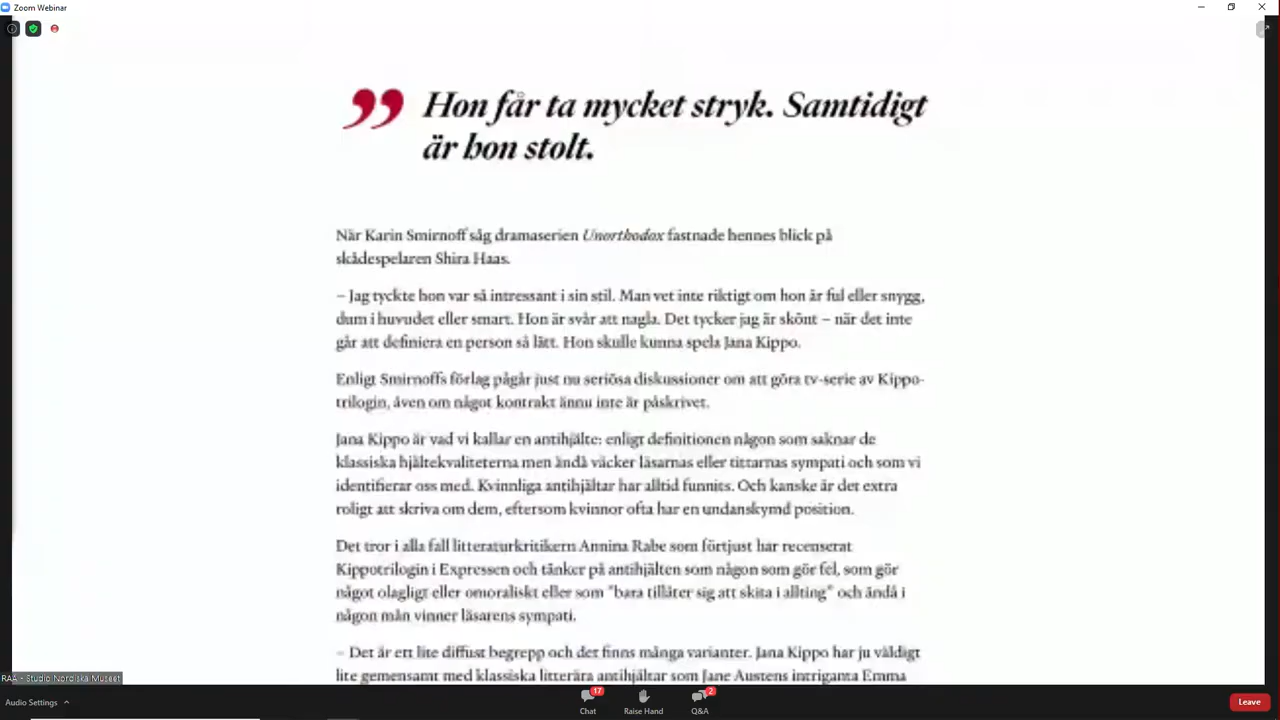 Zoom Webinar
” Hon får ta mycket stryk. Samtidigt
är hon stolt.
När Karin Smirnoff såg dramaserien Unorthodox fastnade hennes blick på
skådespelaren Shira Haas.
– Jag tyckte hon var så intressant i sin stil. Man vet inte riktigt om hon är ful eller snygg,
dum i huvudet eller smart. Hon är svår att nagla. Det tycker jag är skönt – när det inte
går att definiera en person så lätt. Hon skulle kunna spela Jana Kippo.
Enligt Smirnoffs förlag pågår just nu seriösa diskussioner om att göra tv-serie av Kippo-
trilogin, även om något kontrakt ännu inte är påskrivet.
Jana Kippo är vad vi kallar en antihjälte: enligt definitionen någon som saknar de
klassiska hjältekvaliteterna men ändå väcker läsarnas eller tittarnas sympati och som vi
identifierar oss med. Kvinnliga antihjältar har alltid funnits. Och kanske är det extra
roligt att skriva om dem, eftersom kvinnor ofta har en undanskymd position.
Det tror i alla fall litteraturkritikern Annina Rabe som förtjust har recenserat
Kippotrilogin i Expressen och tänker på antihjälten som någon som gör fel, som gör
något olagligt eller omoraliskt eller som ”bara tillåter sig att skita i allting” och ändå i
någon mån vinner läsarens sympati.
– Det är ett lite diffust begrepp och det finns många varianter. Jana Kippo har ju väldigt
lite gemensamt med klassiska litterära antihjältar som Jane Austens intriganta Emma
RAÄ - Studio Nordiska Museet
Audio Settings
17
Chat
Raise Hand
2
Q&A
Leave